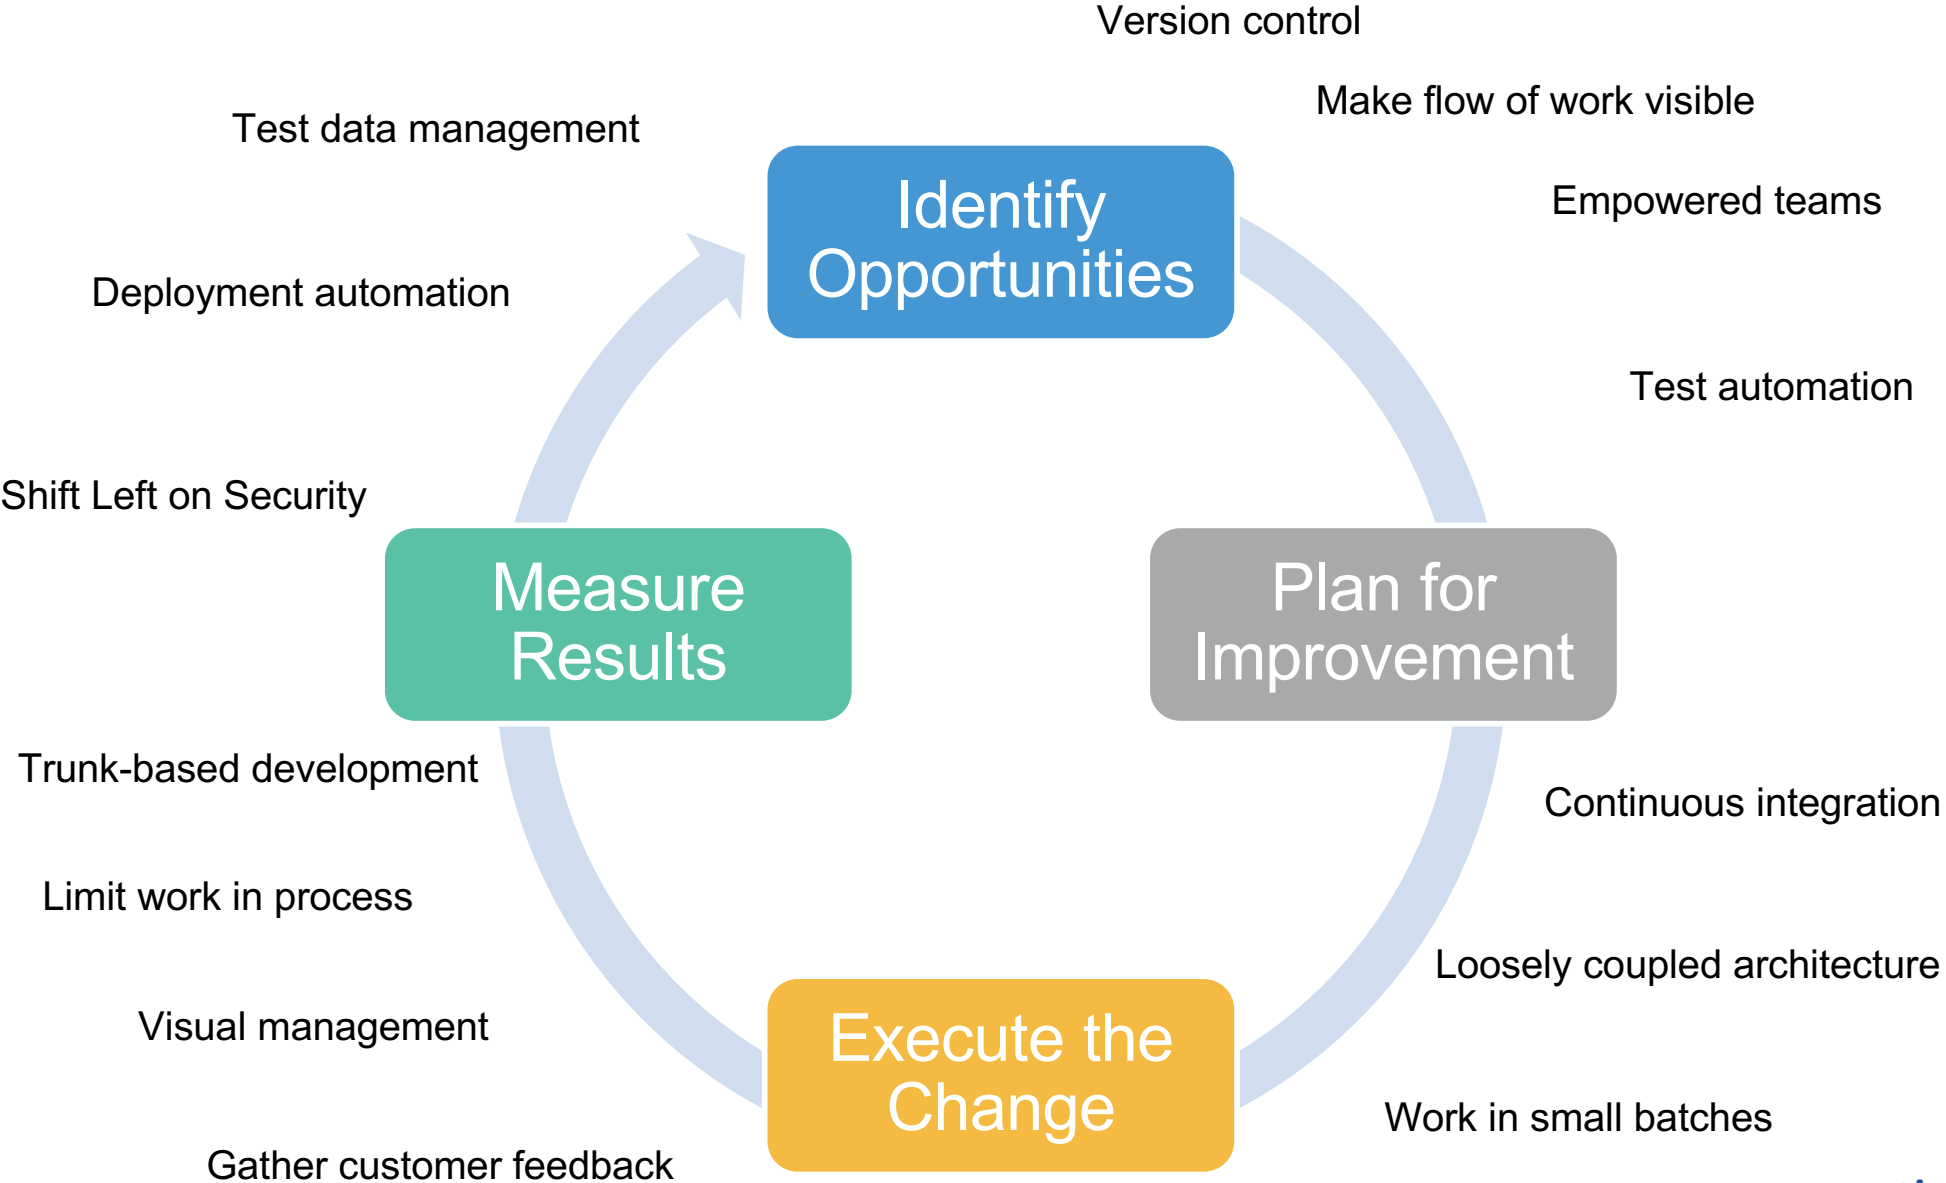 Version control
Make flow of work visible
Test data management
Empowered teams
Identify
Opportunities
Deployment automation
Test automation
Shift Left on Security
Measure
Results
Plan for
Improvement
Trunk-based development
Continuous integration
Limit work in process
Loosely coupled architecture
Visual management
Execute the
Change
Work in small batches
Gather customer feedback